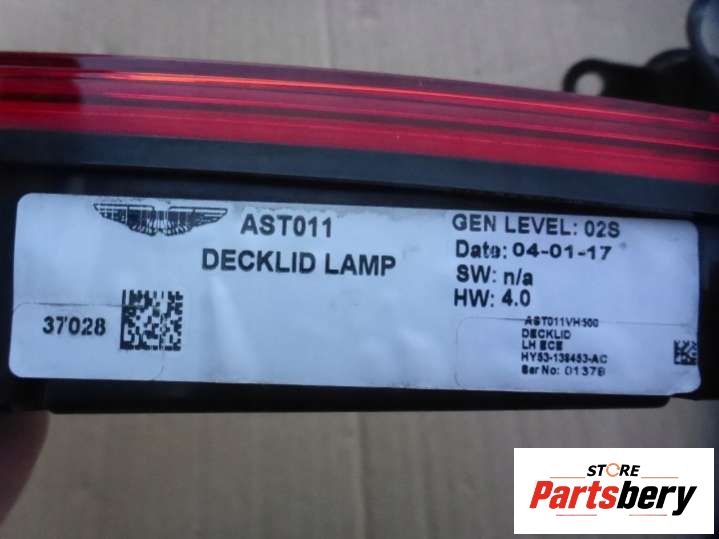 AST011
DECKLID LAMP
GEN LEVEL: 02S
Date: 04-01-17
SW: n/a
HW: 4.0
37028
AST011VH500
DECKLID
LH ECE
HY53-13B453-AC
Ser No: 01378
STORE
Partsbery